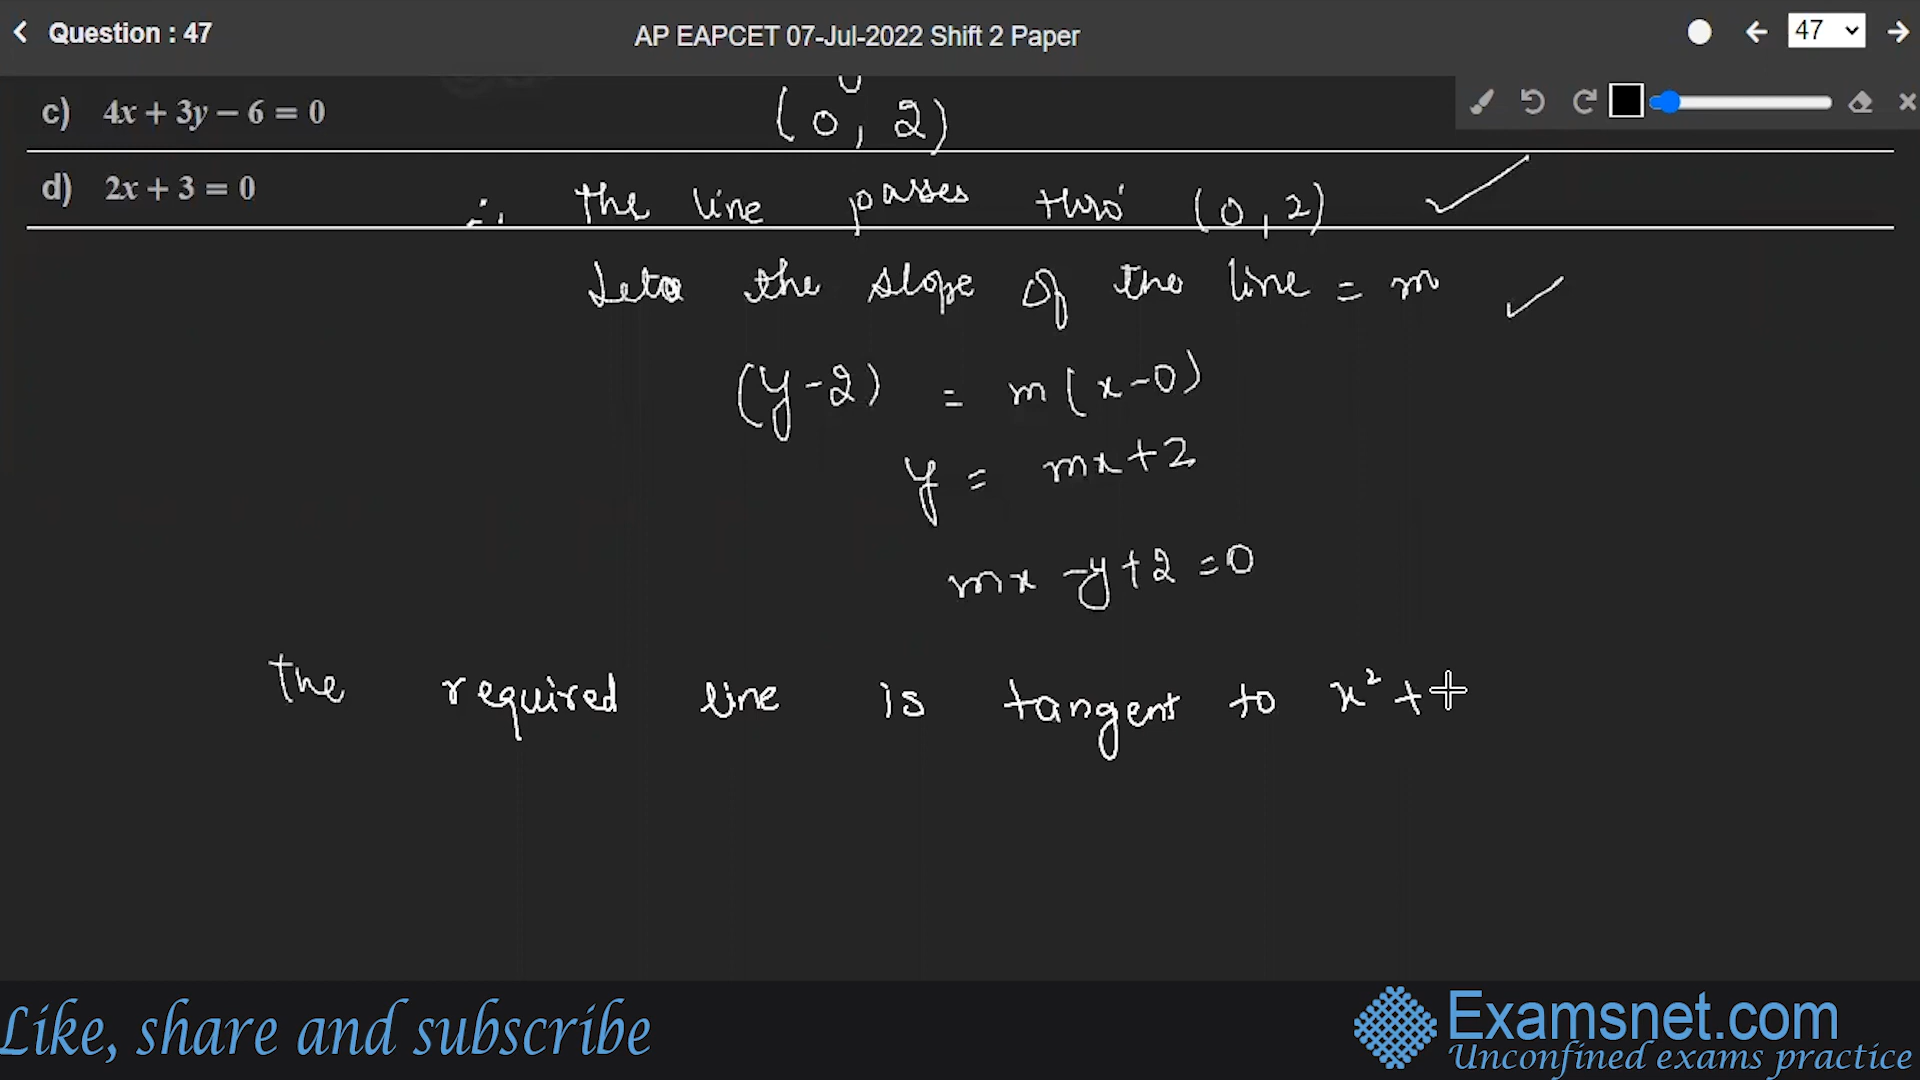 Question : 47
AP EAPCET 07-Jul-2022 Shift 2 Paper
47
c) 4x + 3y − 6 = 0
(0, 2)
d) 2x + 3 = 0
∴ the line passes thro' (0, 2)
the slope of the line = m
(y-2) = m(x-0)
y = mx+2
mx -y+2 =0
the required line is tangent to x² +
Like, share and subscribe
Examsnet.com
Unconfined exams practice